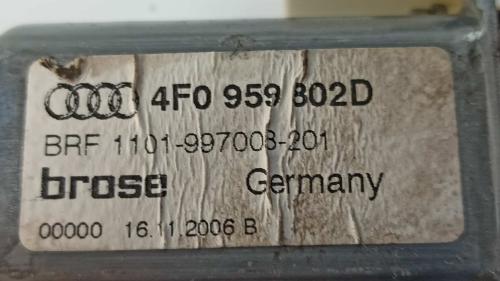 4F0 959 802D
BRF 1101-997008-201
brose Germany
00000 16.11.2006 B